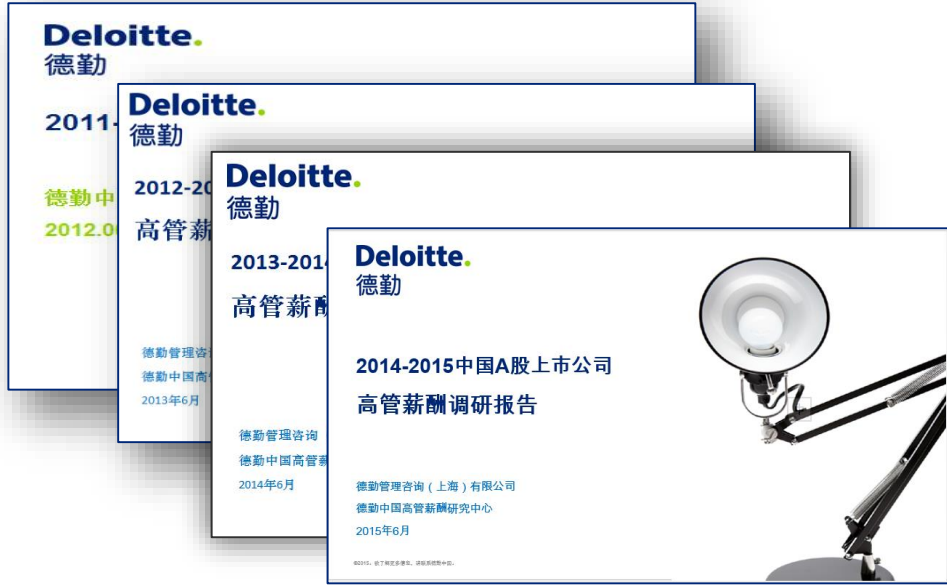 Deloitte.
德勤
2011-
德勤中
2012.0
Deloitte.
德勤
2012-20
高管薪
德勤管理咨
德勤中国高
2013年6月
Deloitte.
德勤
2013-2014
高管薪酬
德勤管理咨询
德勤中国高管薪
2014年6月
Deloitte.
德勤
2014-2015中国A股上市公司
高管薪酬调研报告
德勤管理咨询（上海）有限公司
德勤中国高管薪酬研究中心
2015年6月